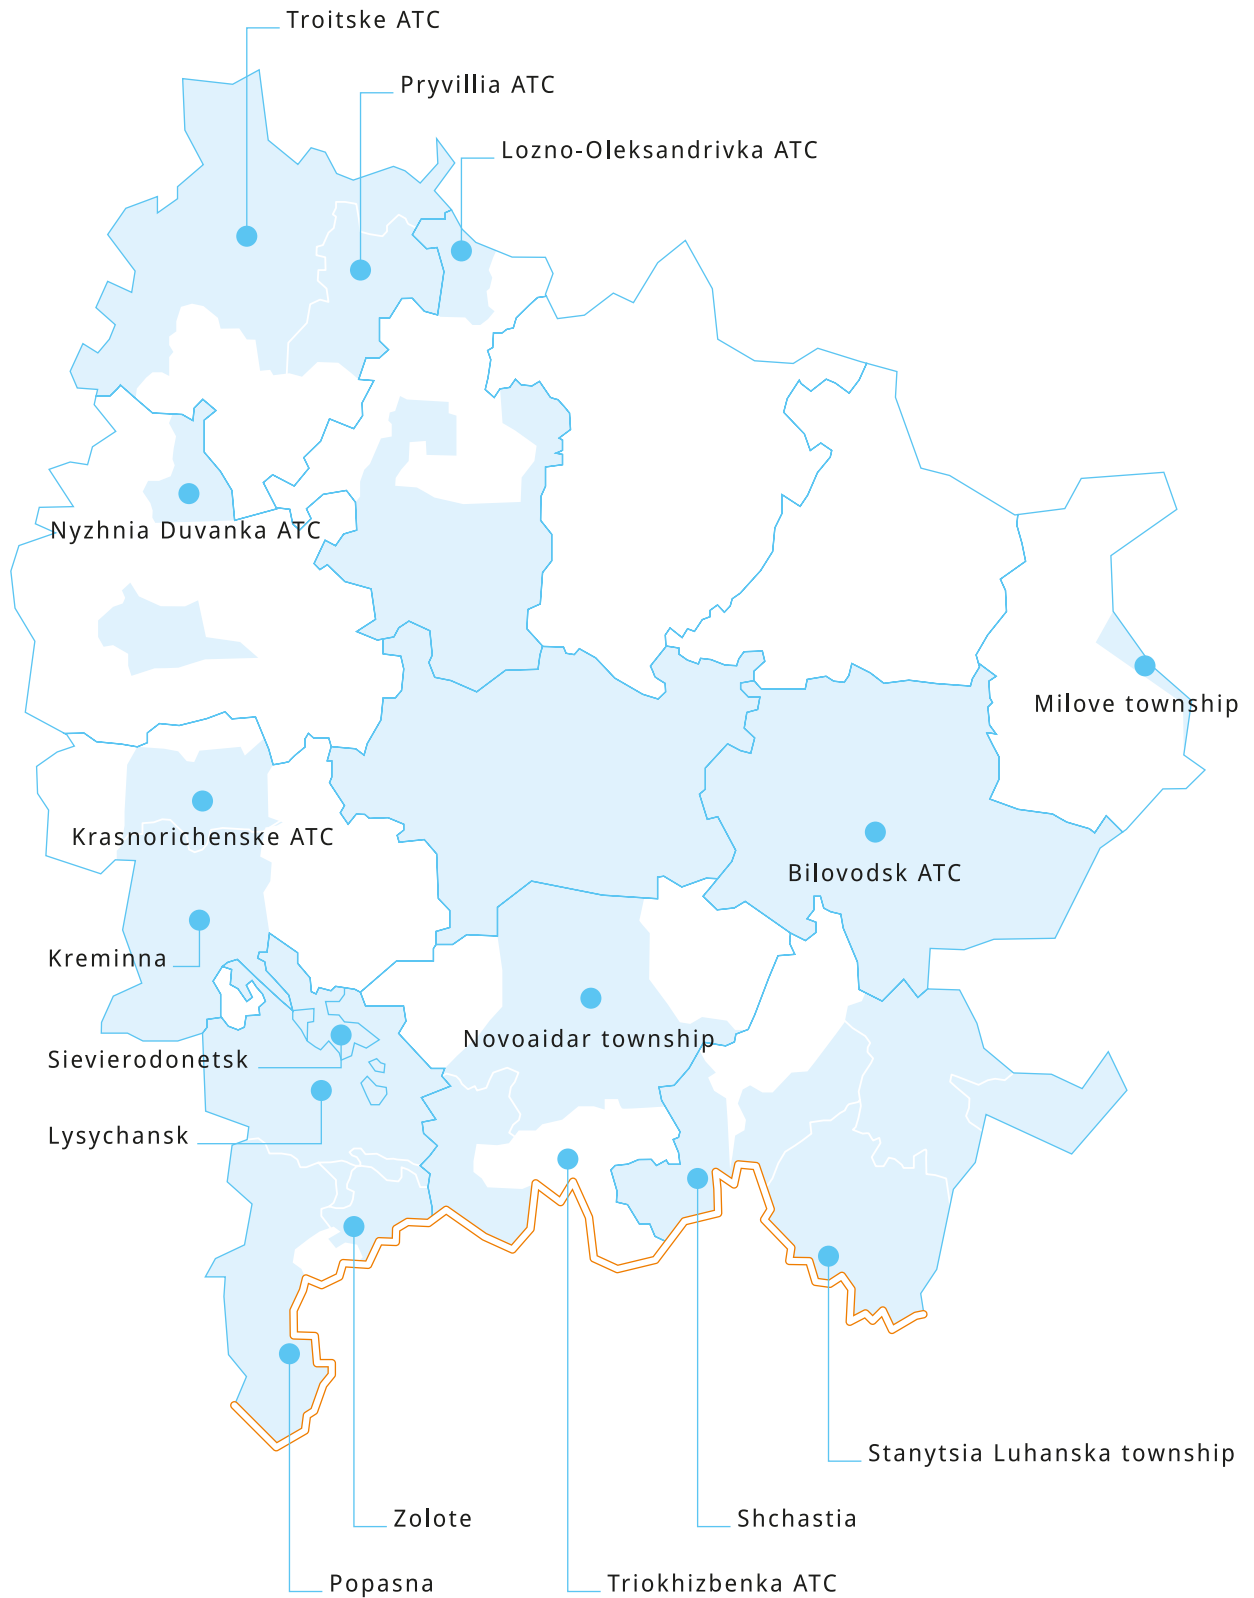 Troitske ATC
Pryvillia ATC
Lozno-Oleksandrivka ATC
Nyzhnia Duvanka ATC
Milove township
Krasnorichenske ATC
Bilovodsk ATC
Kreminna
Novoaidar township
Sievierodonetsk
Lysychansk
Stanytsia Luhanska township
Zolote
Shchastia
Popasna
Triokhizbenka ATC